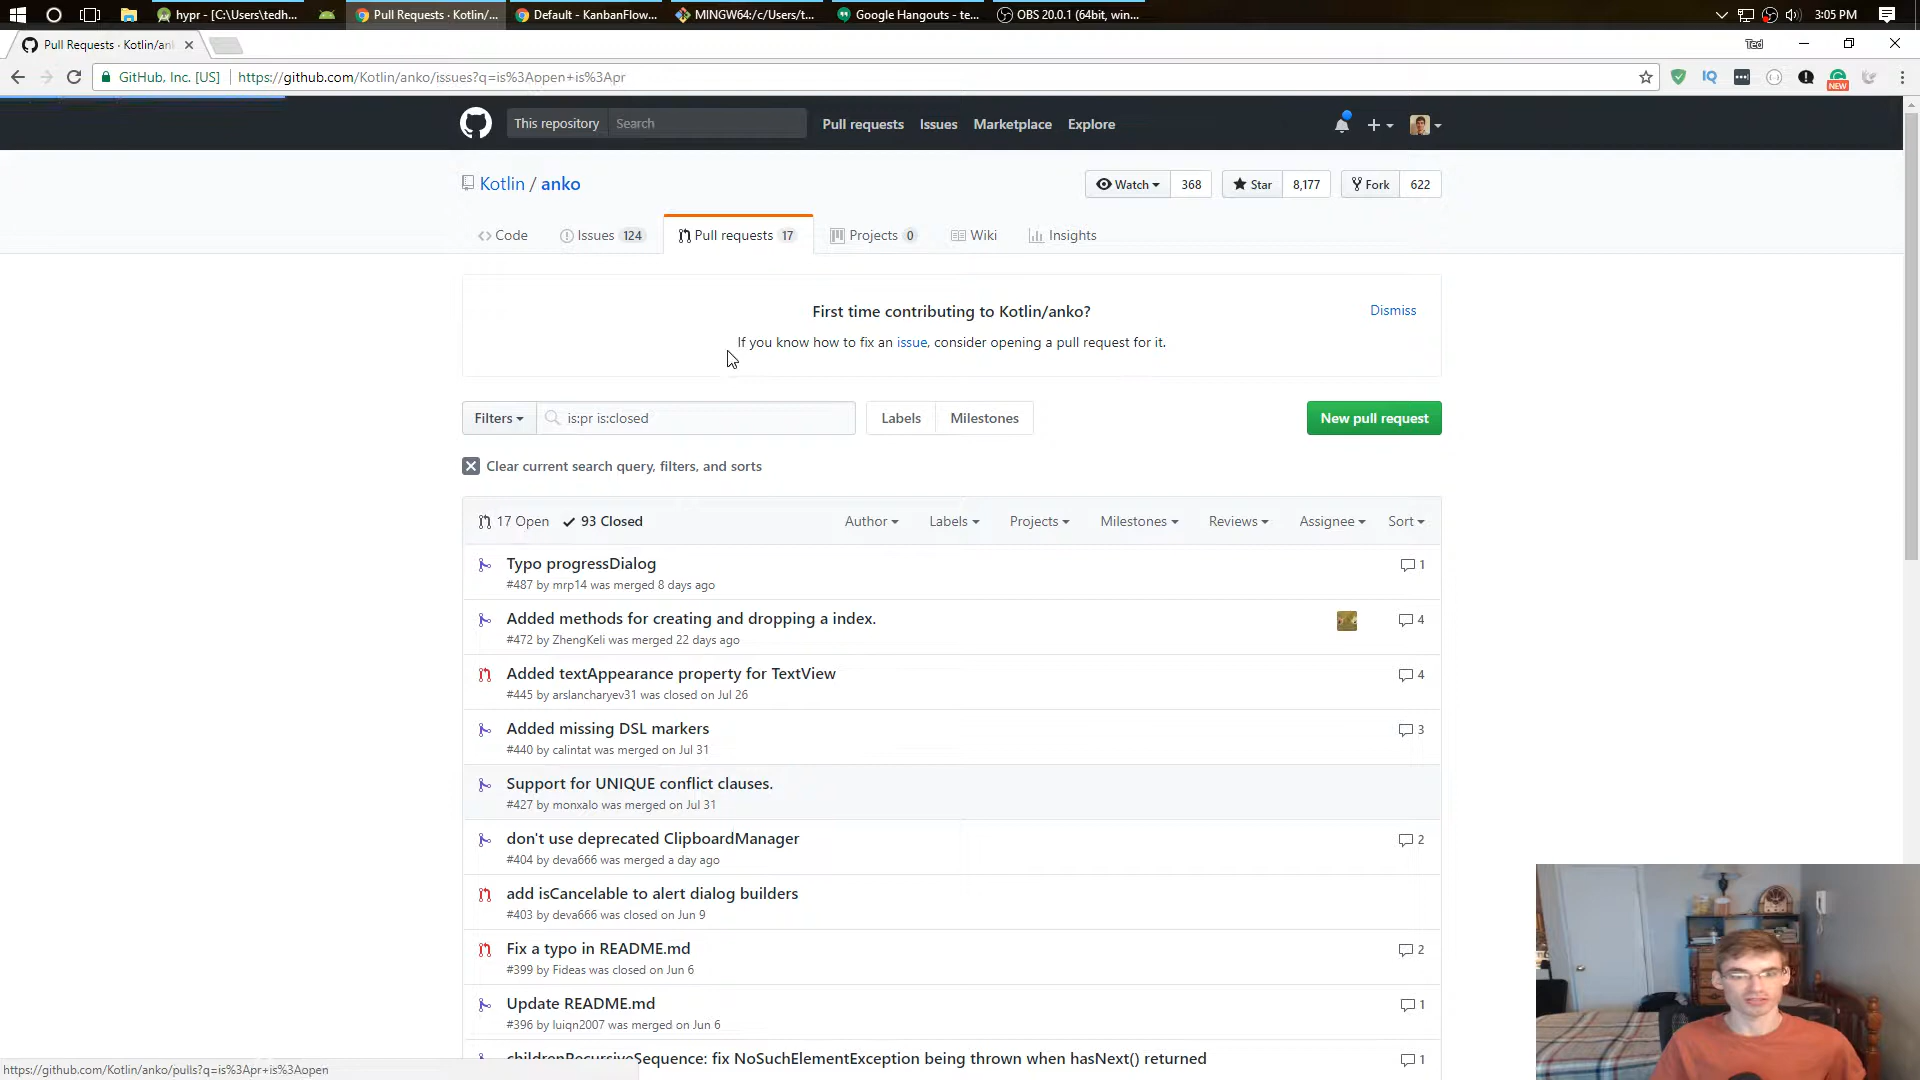 hypr - [C:\Users\tedh...
Pull Requests · Kotlin/...
Default - KanbanFlow...
MINGW64:/c/Users/t...
Google Hangouts - te...
OBS 20.0.1 (64bit, win...
3:05 PM
Pull Requests · Kotlin/an
Ted
GitHub, Inc. [US]
https://github.com/Kotlin/anko/issues?q=is%3Aopen+is%3Apr
IQ
NEW
This repository
Search
Pull requests
Issues
Marketplace
Explore
Kotlin / anko
Watch 368
Star 8,177
Fork 622
Code
Issues 124
Pull requests 17
Projects 0
Wiki
Insights
First time contributing to Kotlin/anko?
Dismiss
If you know how to fix an issue, consider opening a pull request for it.
Filters
is:pr is:closed
Labels
Milestones
New pull request
Clear current search query, filters, and sorts
17 Open
93 Closed
Author
Labels
Projects
Milestones
Reviews
Assignee
Sort
Typo progressDialog
1
#487 by mrp14 was merged 8 days ago
Added methods for creating and dropping a index.
4
#472 by ZhengKeli was merged 22 days ago
Added textAppearance property for TextView
4
#445 by arslancharyev31 was closed on Jul 26
Added missing DSL markers
3
#440 by calintat was merged on Jul 31
Support for UNIQUE conflict clauses.
#427 by monxalo was merged on Jul 31
don't use deprecated ClipboardManager
2
#404 by deva666 was merged a day ago
add isCancelable to alert dialog builders
#403 by deva666 was closed on Jun 9
Fix a typo in README.md
2
#399 by Fideas was closed on Jun 6
Update README.md
1
#396 by luiqn2007 was merged on Jun 6
childrenRecursiveSequence: fix NoSuchElementException being thrown when hasNext() returned
1
https://github.com/Kotlin/anko/pulls?q=is%3Apr+is%3Aopen